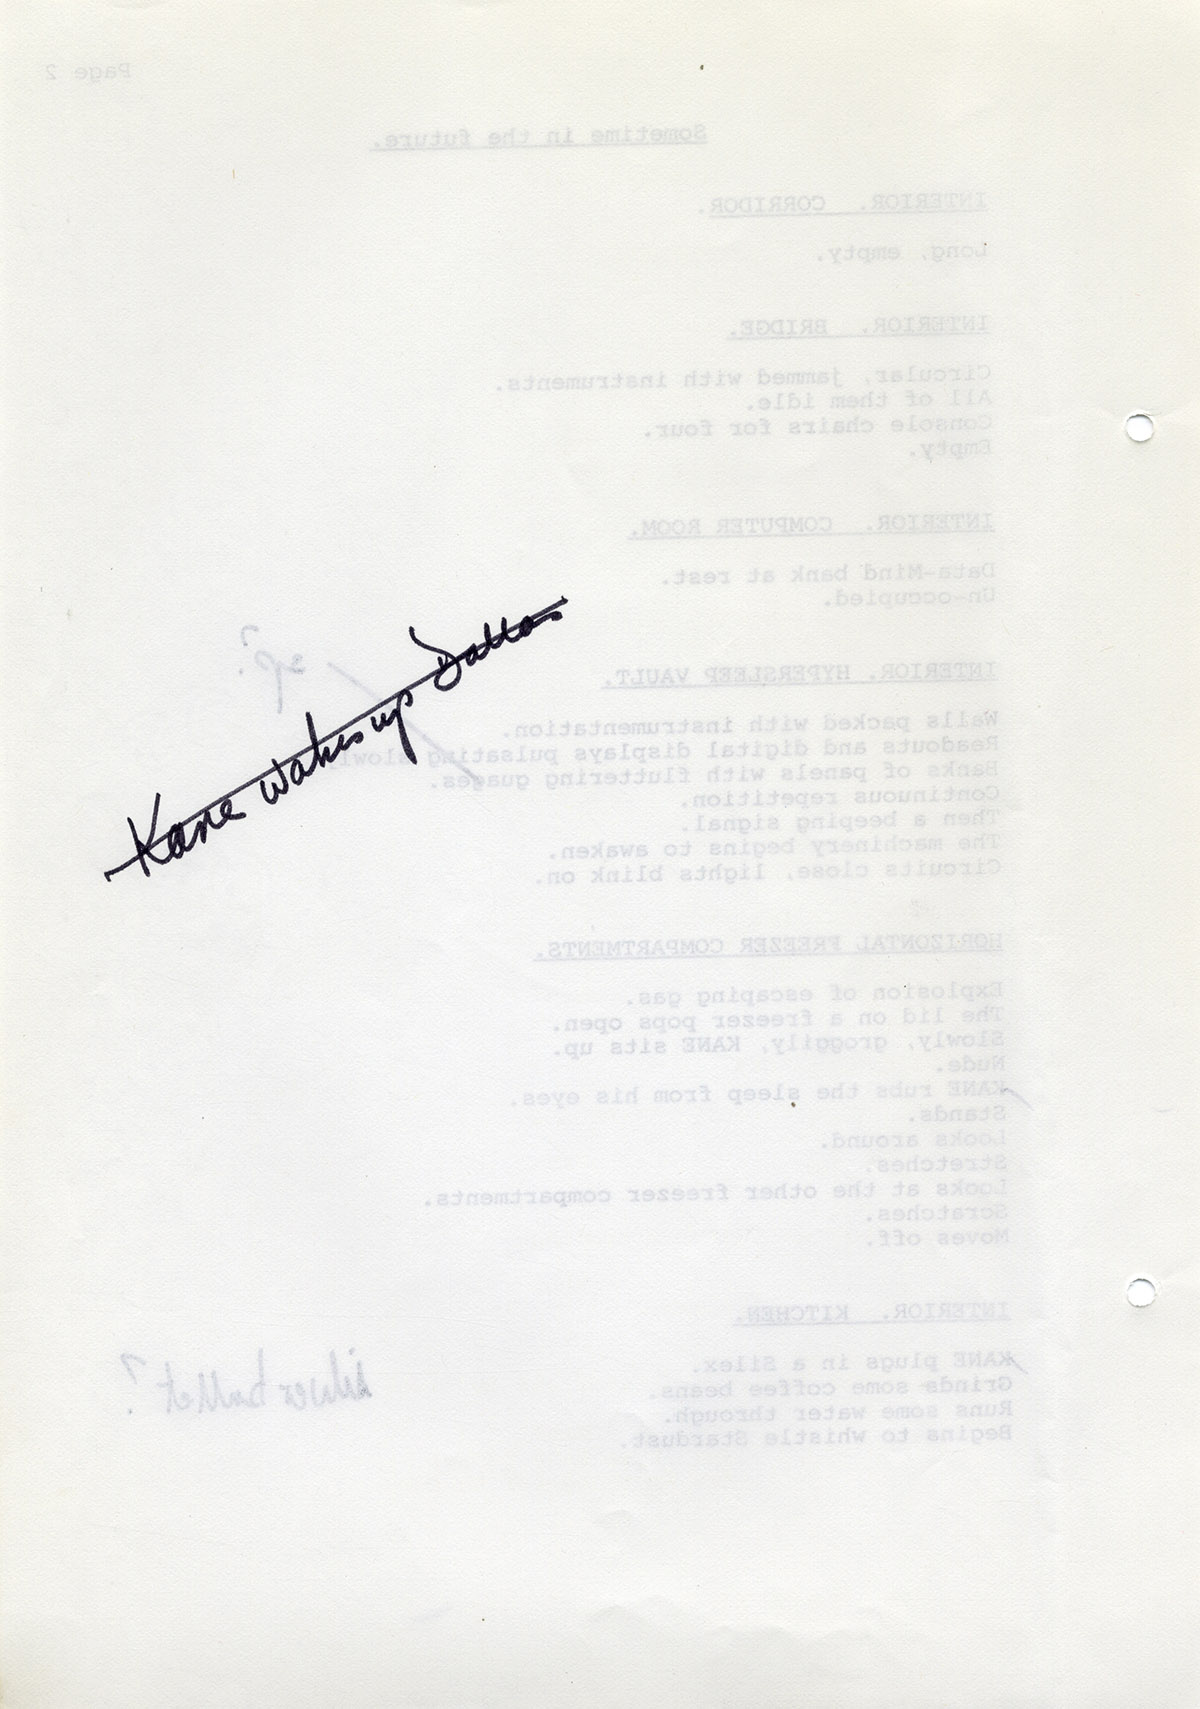 Page 2
Sometime in the future.
INTERIOR. CORRIDOR.
Long, empty.
INTERIOR. BRIDGE.
Circular, jammed with instruments.
All of them idle.
Console chairs for four.
Empty.
INTERIOR. COMPUTER ROOM.
Data-Mind bank at rest.
Un-occupied.
Kane wakes up Dallas
sp?
INTERIOR. HYPERSLEEP VAULT.
Walls packed with instrumentation.
Readouts and digital displays pulsating slowly.
Banks of panels with fluttering guages.
Continuous repetition.
Then a beeping signal.
The machinery begins to awaken.
Circuits close, lights blink on.
HORIZONTAL FREEZER COMPARTMENTS.
Explosion of escaping gas.
The lid on a freezer pops open.
Slowly, groggily, KANE sits up.
Nude.
KANE rubs the sleep from his eyes.
Stands.
Looks around.
Stretches.
Looks at the other freezer compartments.
Scratches.
Moves off.
INTERIOR. KITCHEN.
KANE plugs in a Silex.
Grinds some coffee beans.
Runs some water through.
Begins to whistle Stardust.
silver bullet?